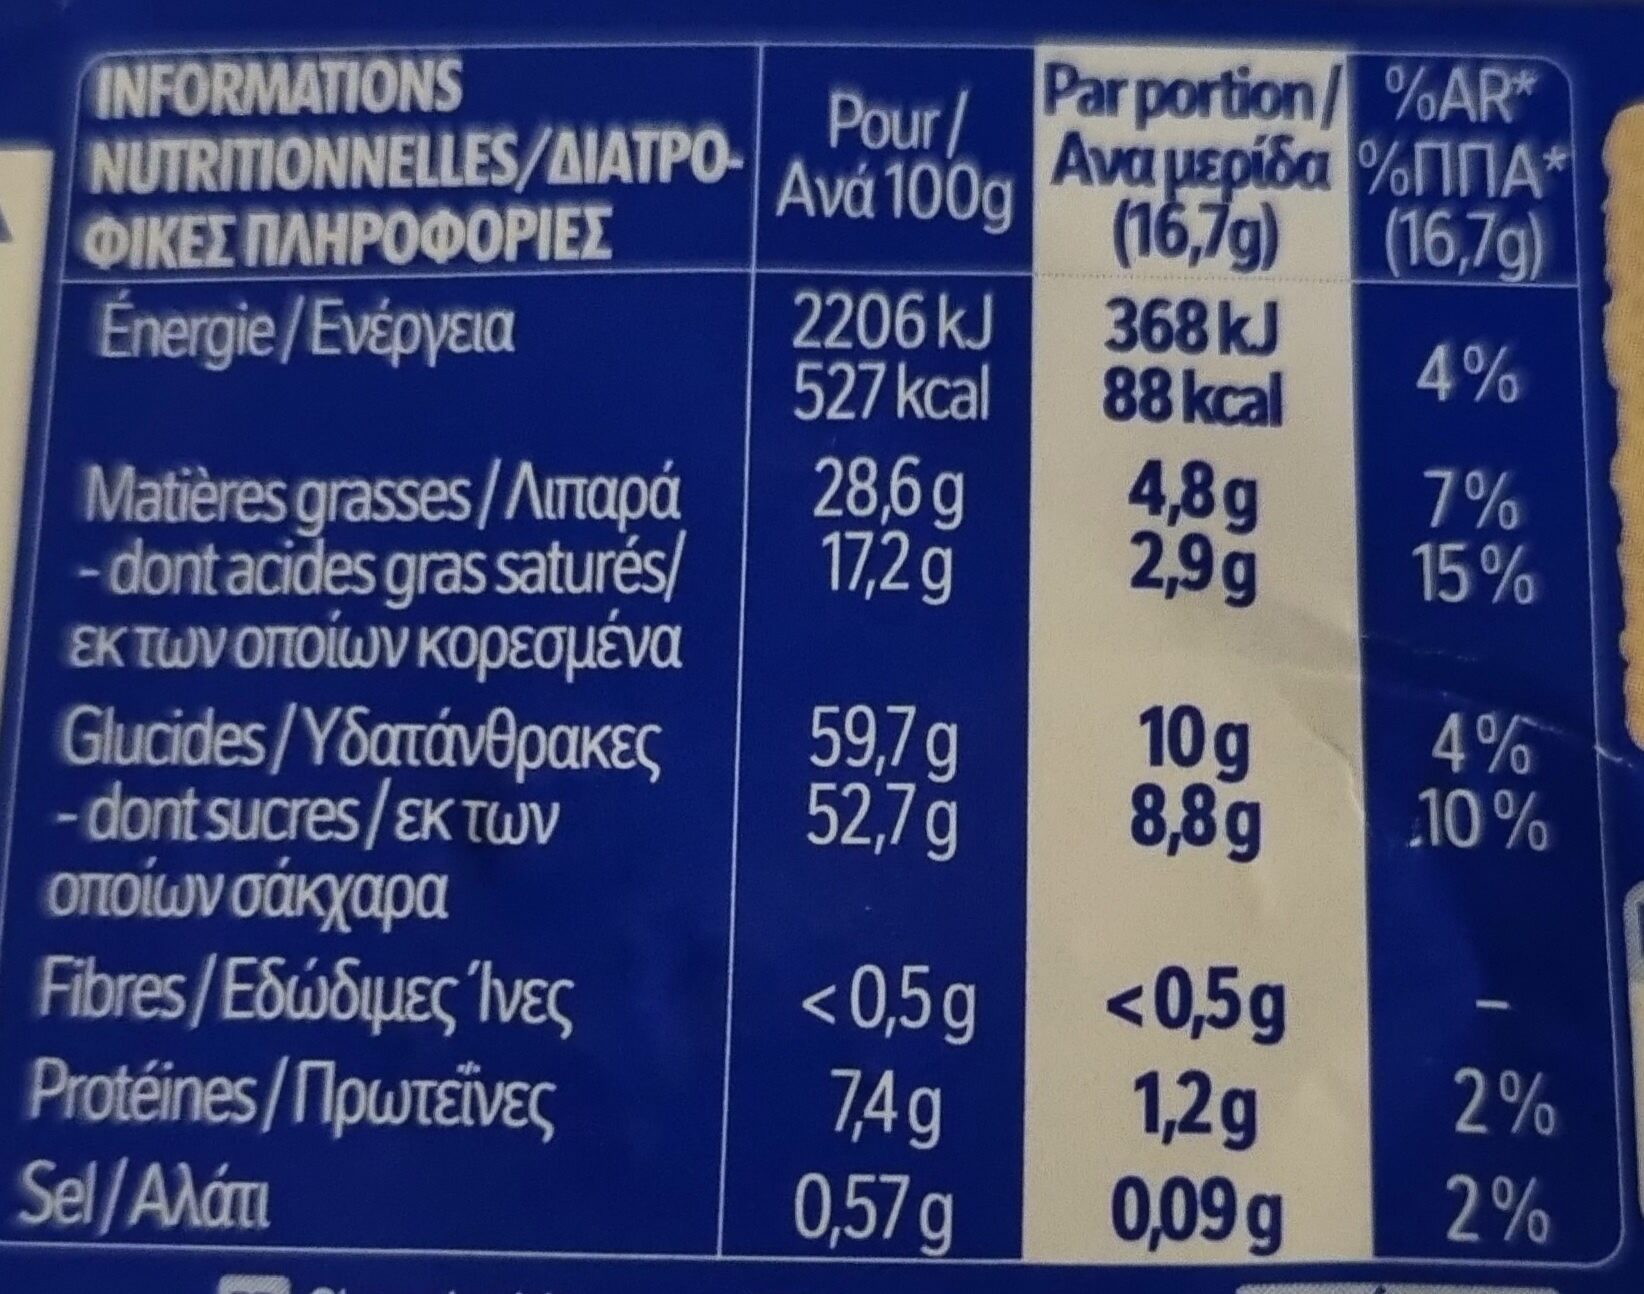 INFORMATIONS
NUTRITIONNELLES/ΔΙΑΤΡΟ-
ΦΙΚΕΣ ΠΛΗΡΟΦΟΡΙΕΣ
Pour/
Ανά 100g
Par portion/
Ανα μερίδα
(16,7g)
%AR*
%ΠΠΑ*
(16,7g)
Énergie/Ενέργεια
2206 kJ 368 kJ
527 kcal 88 kcal
4%
Matières grasses/Λιπαρά 28,6 g 4,8 g 7%
- dont acides gras saturés/ 17,2 g 2,9 g 15%
εκ των οποίων κορεσμένα
Glucides/Υδατάνθρακες 59,7 g 10 g 4%
- dont sucres/εκ των 52,7 g 8,8 g 10%
οποίων σάκχαρα
Fibres/Εδώδιμες Ίνες <0,5 g <0,5 g –
Protéines/Πρωτεΐνες 7,4 g 1,2 g 2%
Sel/Αλάτι 0,57 g 0,09 g 2%